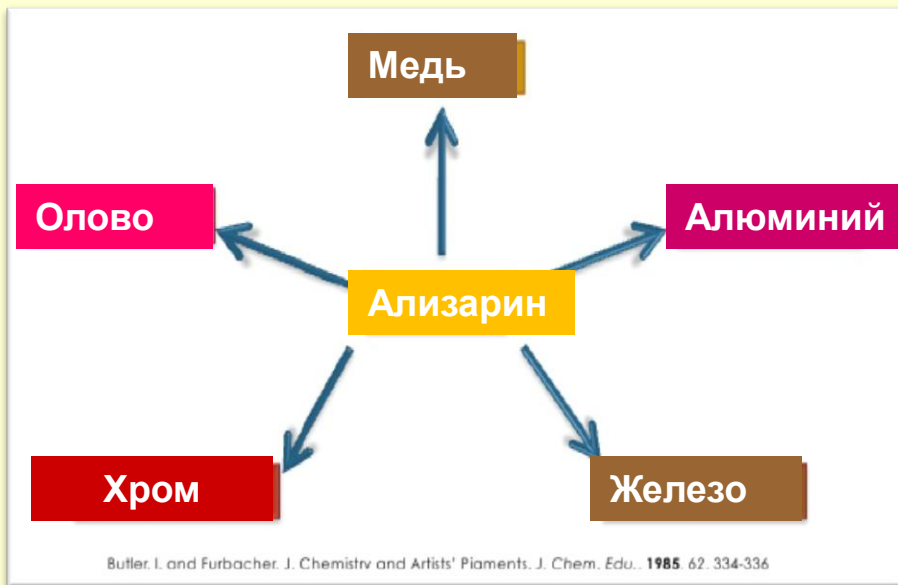 Медь
Олово
Алюминий
Ализарин
Хром
Железо
Butler. I. and Furbacher. J. Chemistry and Artists' Pigments. J. Chem. Edu.. 1985. 62. 334-336